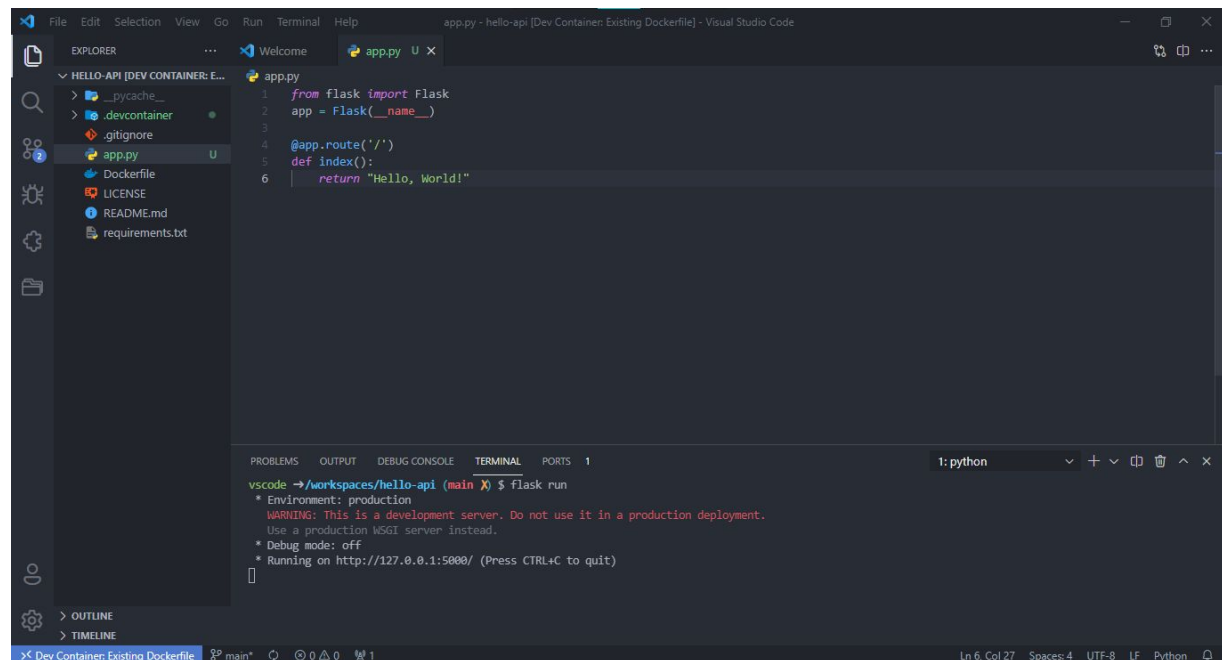 File Edit Selection View Go Run Terminal Help app.py - hello-api [Dev Container: Existing Dockerfile] - Visual Studio Code
EXPLORER ... Welcome app.py U
HELLO-API [DEV CONTAINER: E... app.py
__pycache__
.devcontainer
.gitignore
app.py U
Dockerfile
LICENSE
README.md
requirements.txt
2
1 from flask import Flask
2 app = Flask(__name__)
3
4 @app.route('/')
5 def index():
6 return "Hello, World!"
PROBLEMS OUTPUT DEBUG CONSOLE TERMINAL PORTS 1 1: python
vscode →/workspaces/hello-api (main ✗) $ flask run
* Environment: production
WARNING: This is a development server. Do not use it in a production deployment.
Use a production WSGI server instead.
* Debug mode: off
* Running on http://127.0.0.1:5000/ (Press CTRL+C to quit)
OUTLINE
TIMELINE
Dev Container: Existing Dockerfile main* 0 0 1 Ln 6, Col 27 Spaces: 4 UTF-8 LF Python